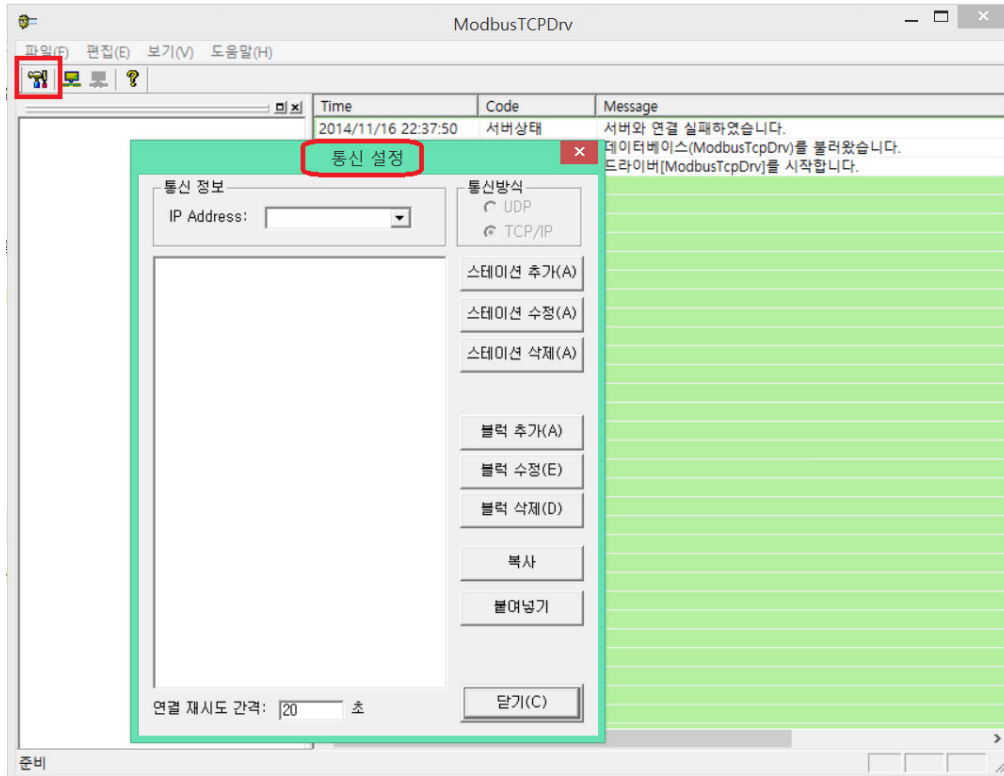 ModbusTCPDrv
파일(F) 편집(E) 보기(V) 도움말(H)
Time Code Message
2014/11/16 22:37:50 서버상태 서버와 연결 실패하였습니다.
데이터베이스(ModbusTcpDrv)를 불러왔습니다.
드라이버[ModbusTcpDrv]를 시작합니다.
통신 설정
통신 정보
IP Address:
통신방식
UDP
TCP/IP
스테이션 추가(A)
스테이션 수정(A)
스테이션 삭제(A)
블럭 추가(A)
블럭 수정(E)
블럭 삭제(D)
복사
붙여넣기
연결 재시도 간격: 20 초
닫기(C)
준비